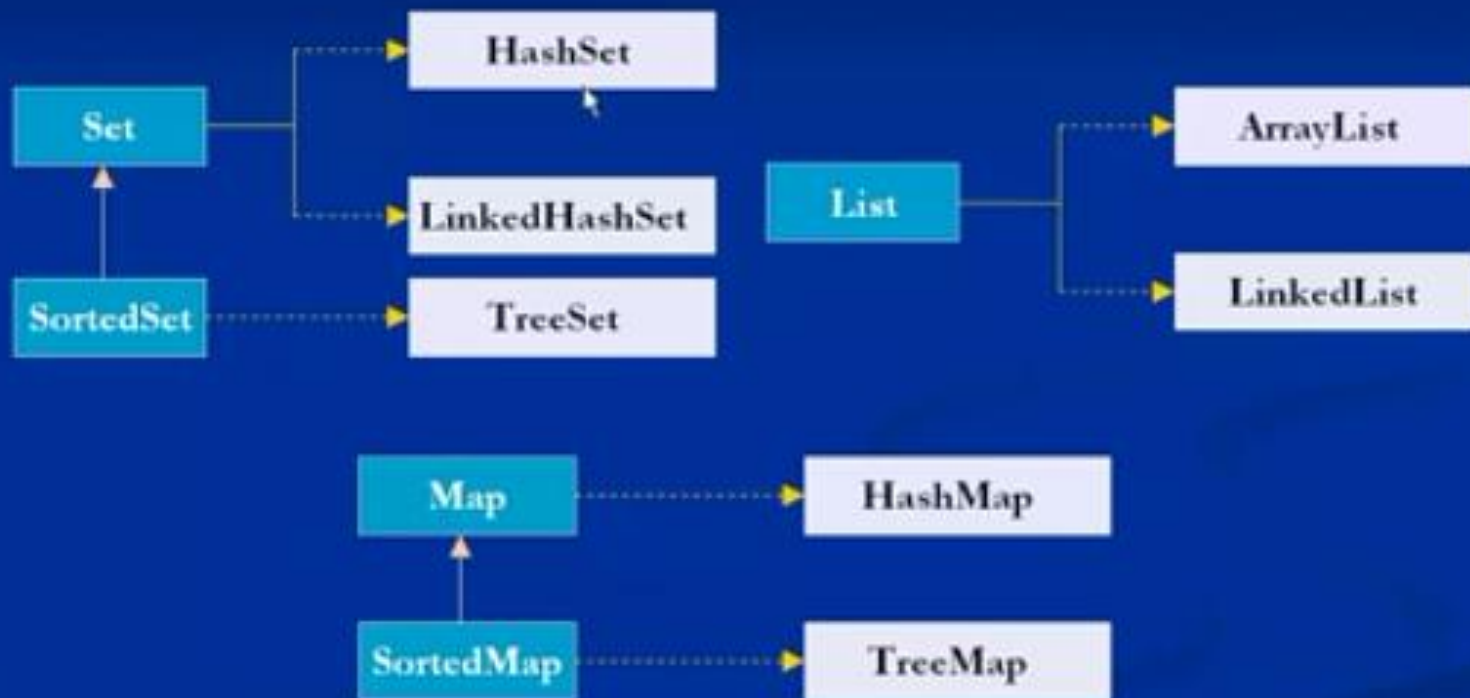 HashSet
Set
LinkedHashSet
SortedSet
TreeSet
ArrayList
List
LinkedList
Map
HashMap
SortedMap
TreeMap